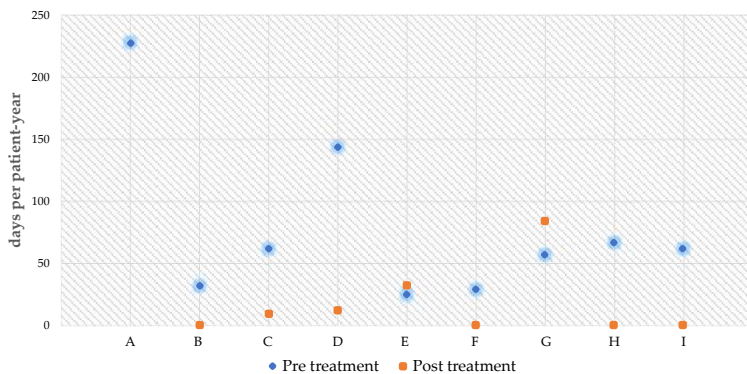 250
200
150
100
50
0
days per patient-year
A B C D E F G H I
Pre treatment Post treatment